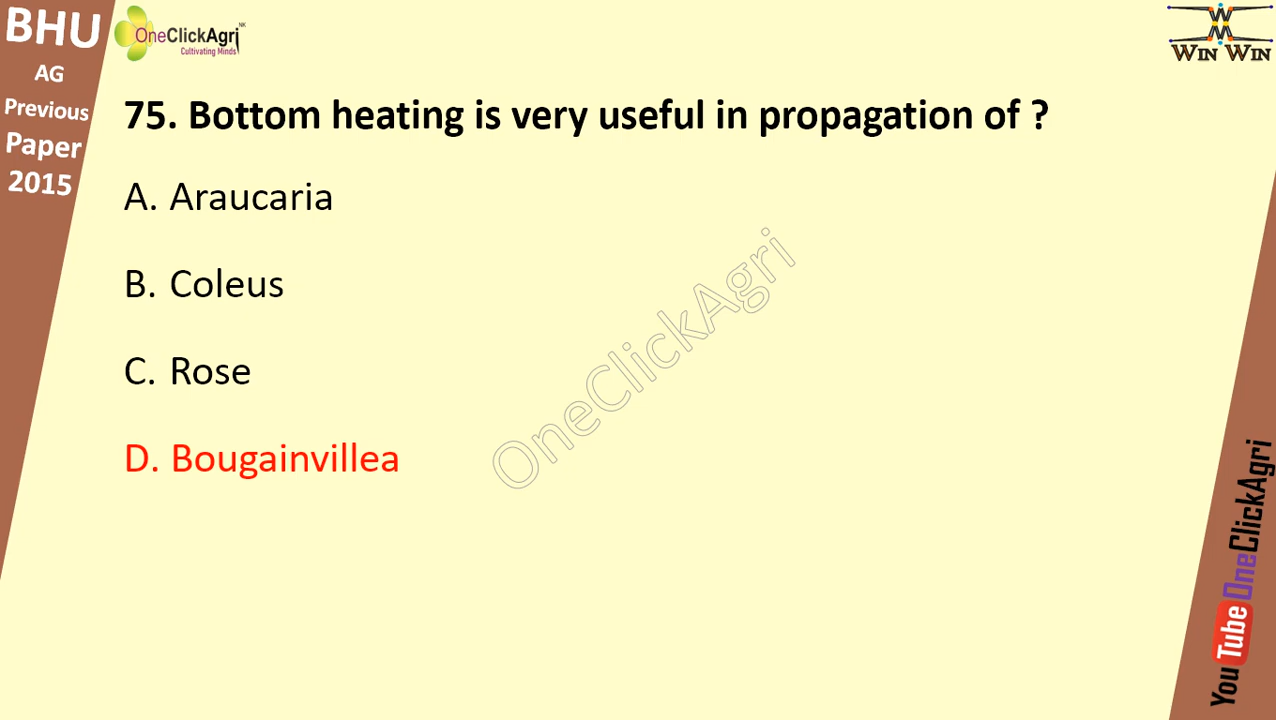 BHU
AG
Previous
Paper
2015
OneClickAgri NK
Cultivating Minds
WIN WIN
75. Bottom heating is very useful in propagation of ?
A. Araucaria
B. Coleus
C. Rose
D. Bougainvillea
OneClickAgri
YouTube OneClickAgri